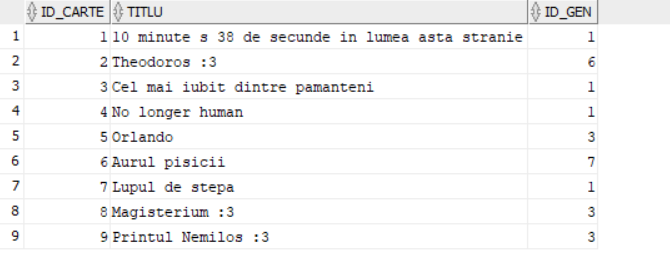 ID_CARTE TITLU ID_GEN
1 1 10 minute s 38 de secunde in lumea asta stranie 1
2 2 Theodoros :3 6
3 3 Cel mai iubit dintre pamanteni 1
4 4 No longer human 1
5 5 Orlando 3
6 6 Aurul pisicii 7
7 7 Lupul de stepa 1
8 8 Magisterium :3 3
9 9 Printul Nemilos :3 3